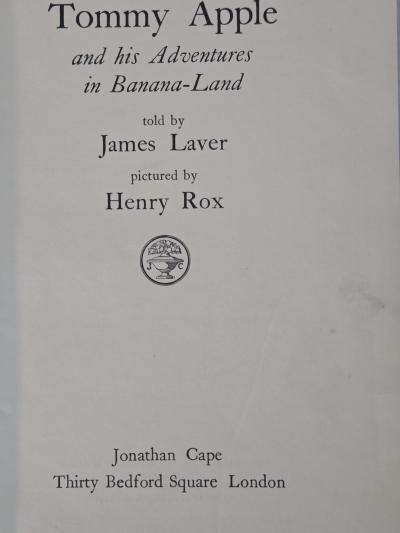 Tommy Apple
and his Adventures
in Banana-Land
told by
James Laver
pictured by
Henry Rox
J C
Jonathan Cape
Thirty Bedford Square London